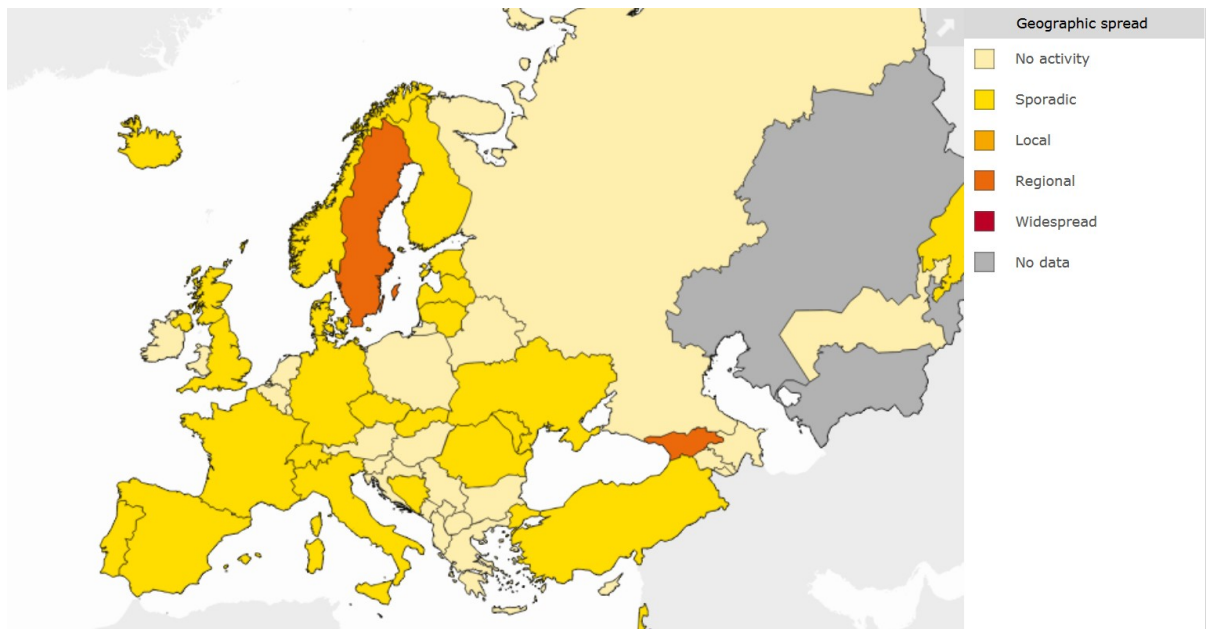 Geographic spread
No activity
Sporadic
Local
Regional
Widespread
No data